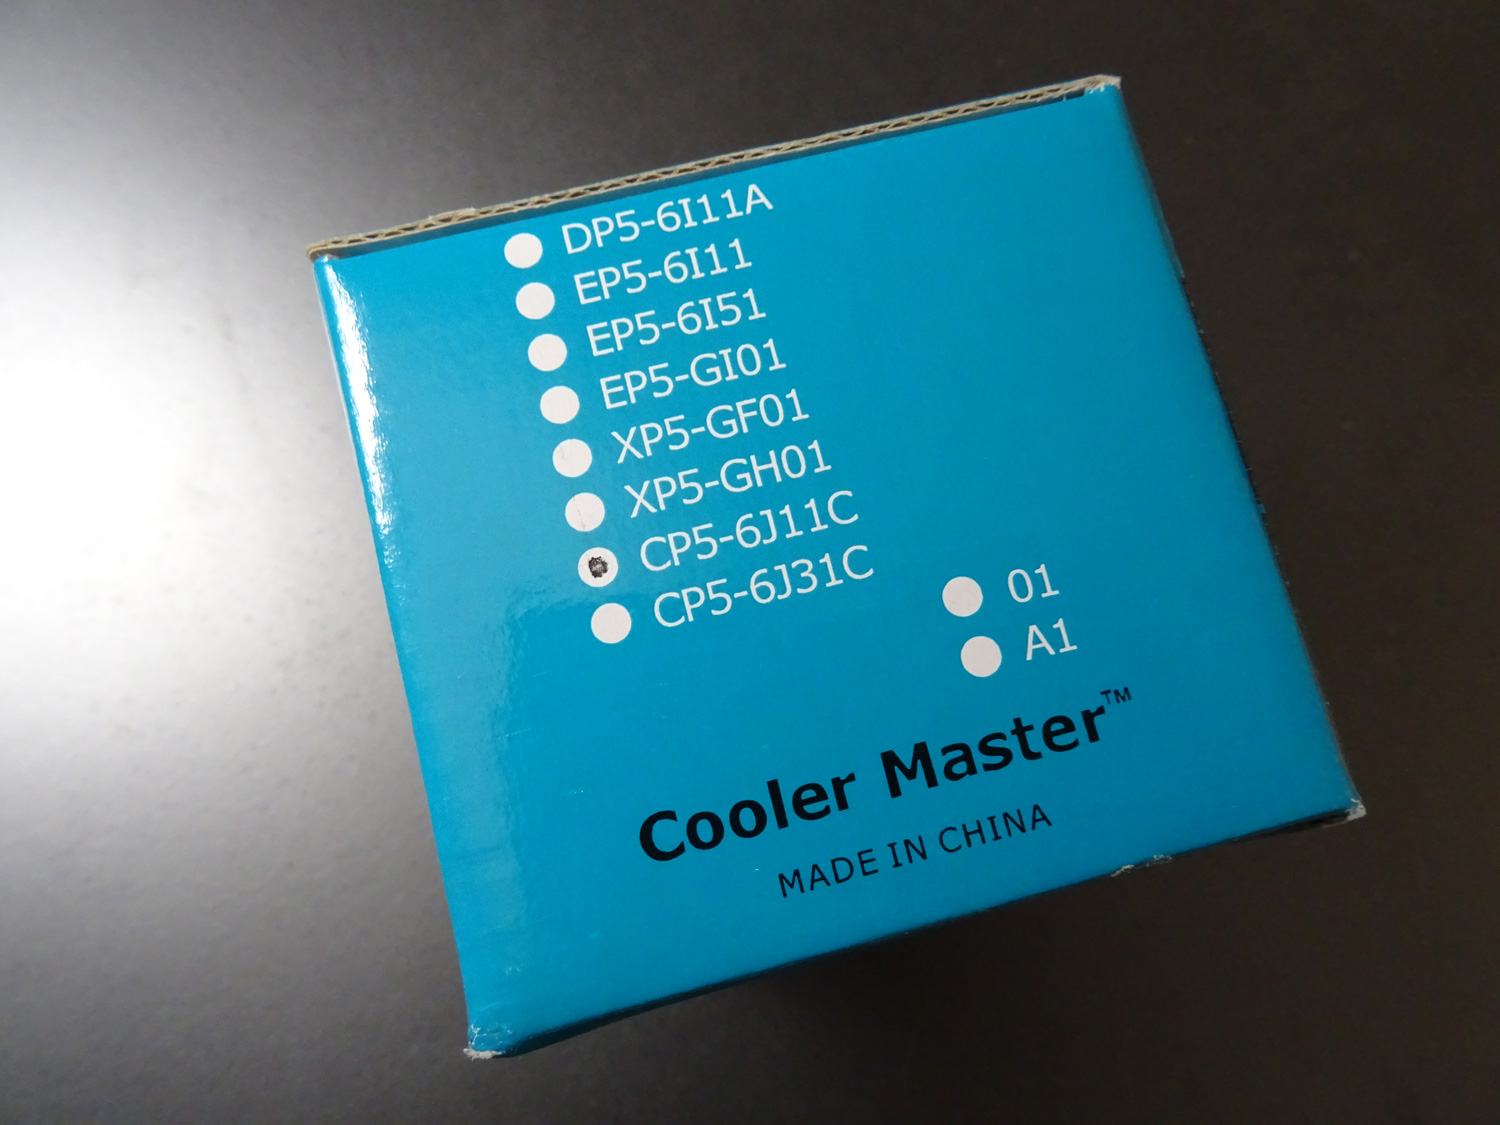 DP5-6I11A
EP5-6I11
EP5-6I51
EP5-GI01
XP5-GF01
XP5-GH01
CP5-6J11C
CP5-6J31C
01
A1
Cooler Master™
MADE IN CHINA